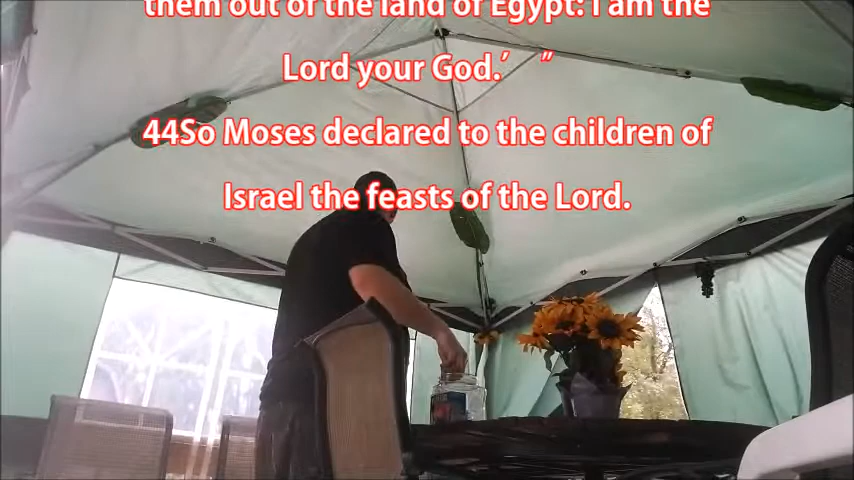 them out of the land of Egypt: I am the
Lord your God.’ ”
44So Moses declared to the children of
Israel the feasts of the Lord.